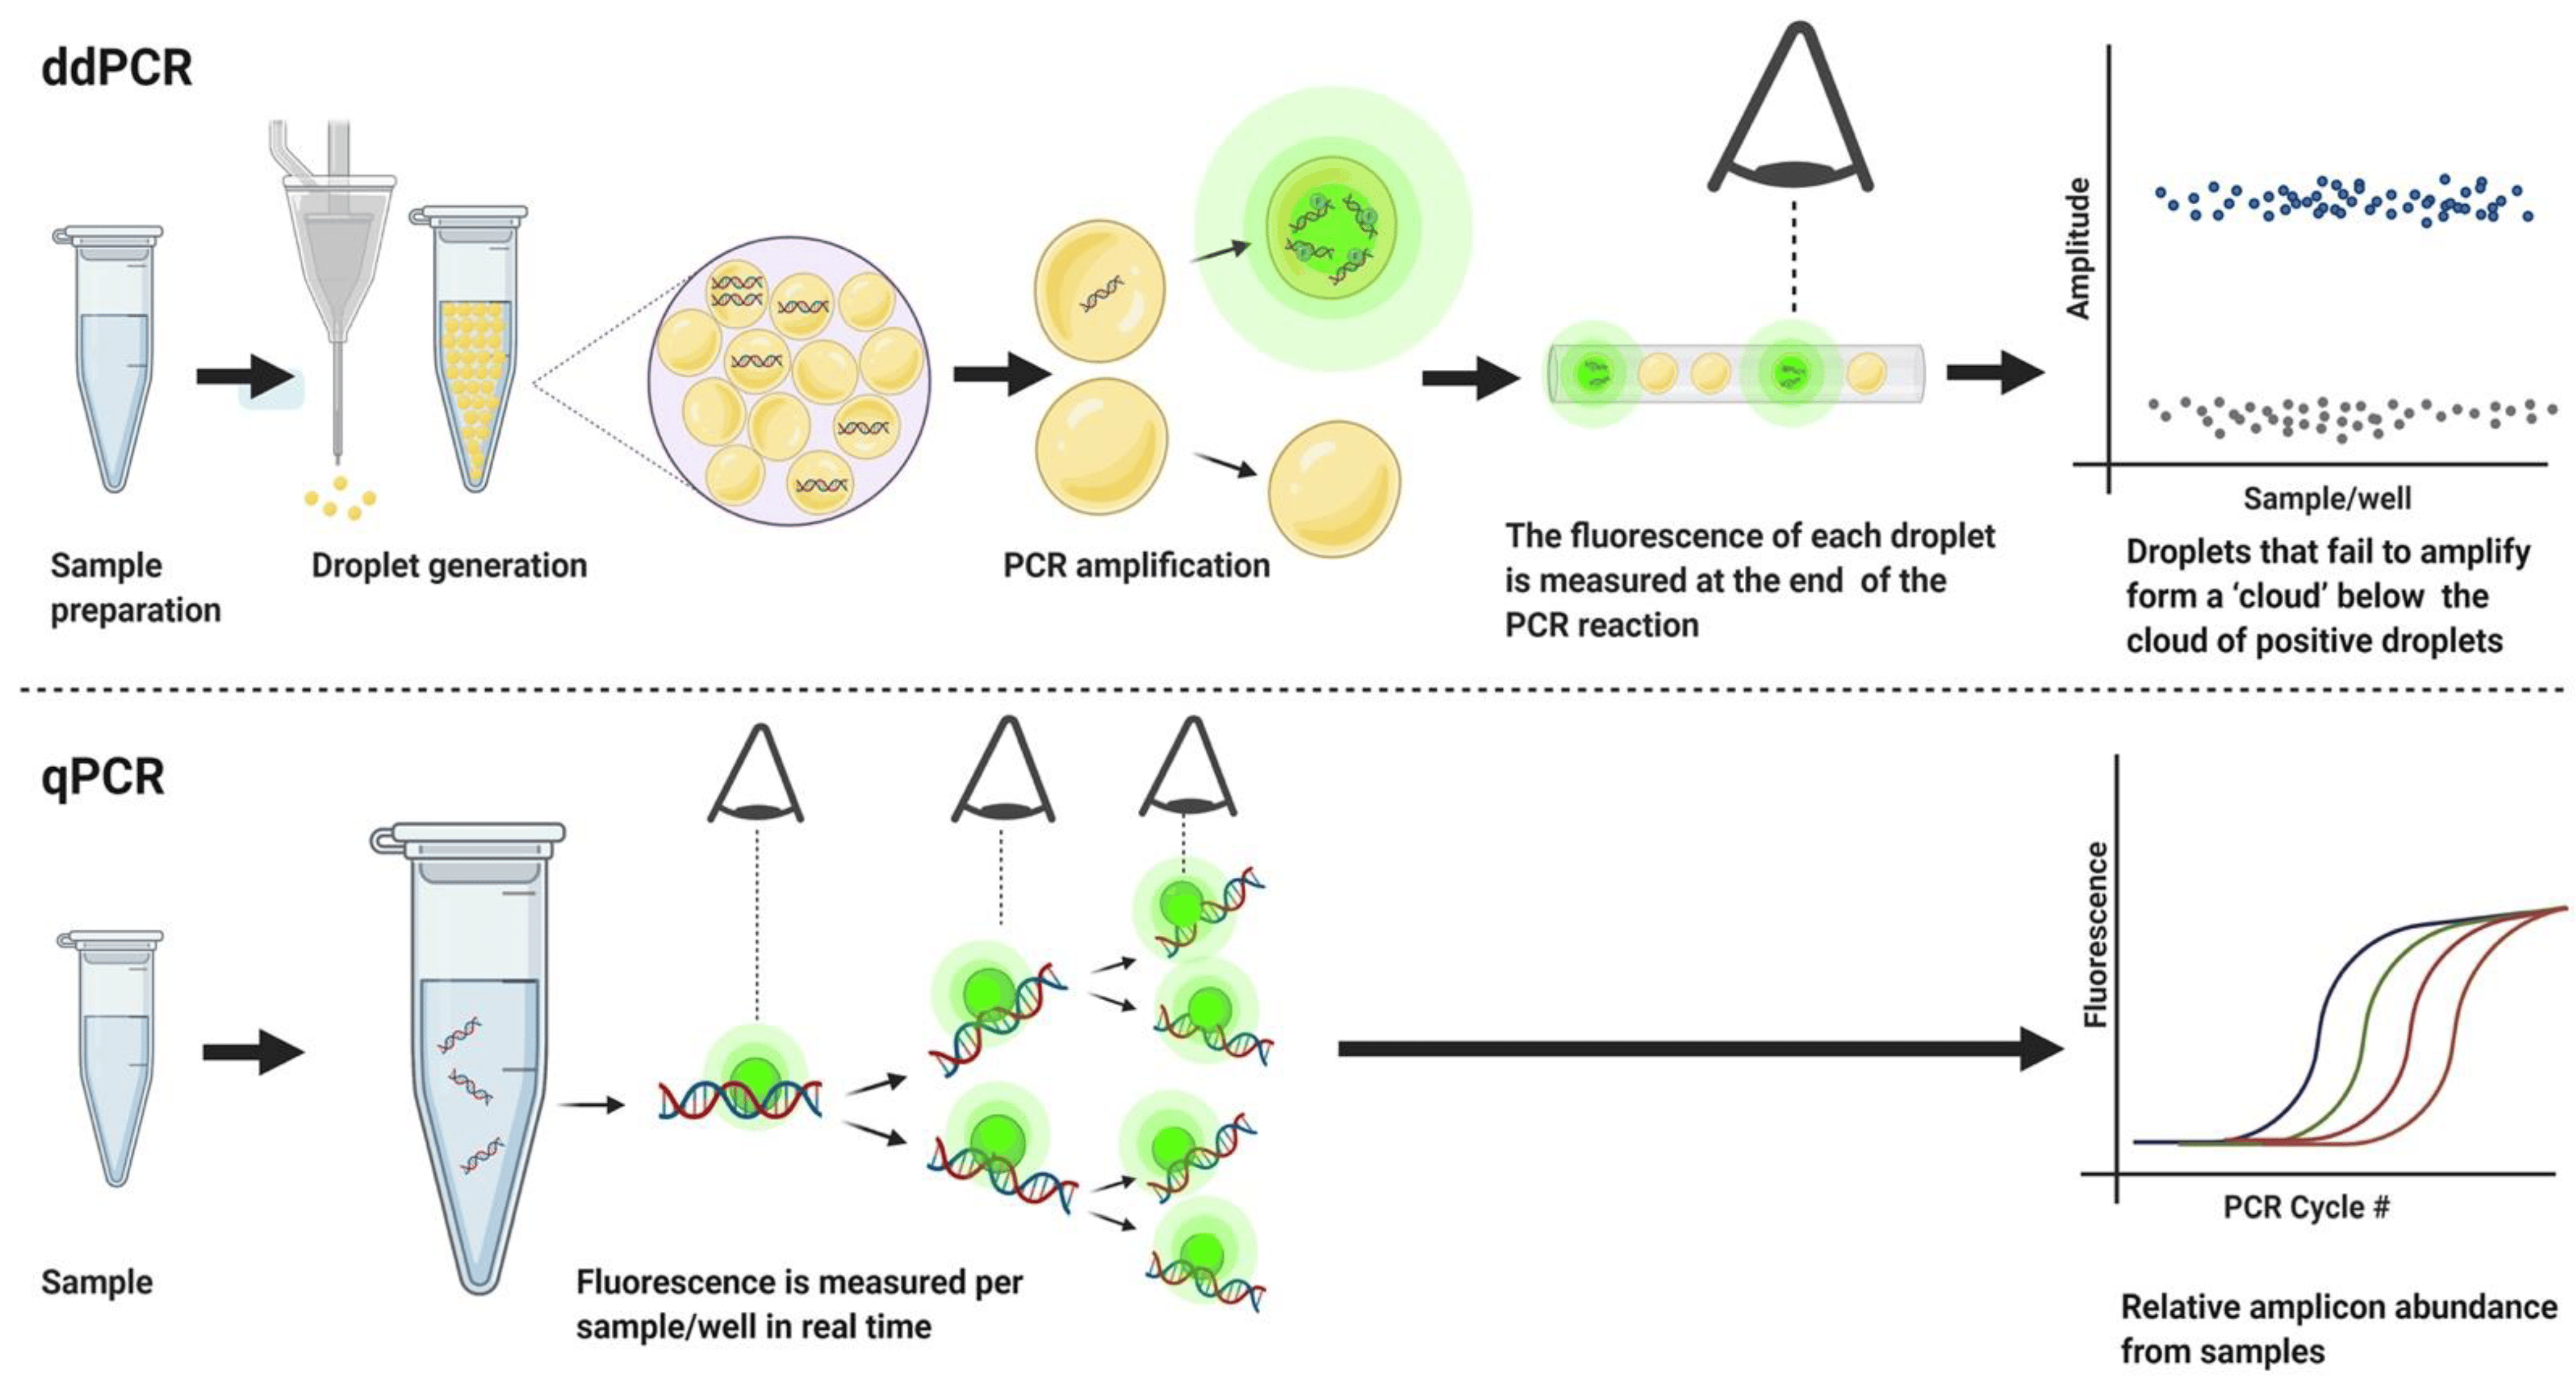 ddPCR
Amplitude
Sample/well
Sample
preparation
Droplet generation
PCR amplification
The fluorescence of each droplet
is measured at the end of the
PCR reaction
Droplets that fail to amplify
form a ‘cloud’ below the
cloud of positive droplets
qPCR
Fluorescence
PCR Cycle #
Sample
Fluorescence is measured per
sample/well in real time
Relative amplicon abundance
from samples